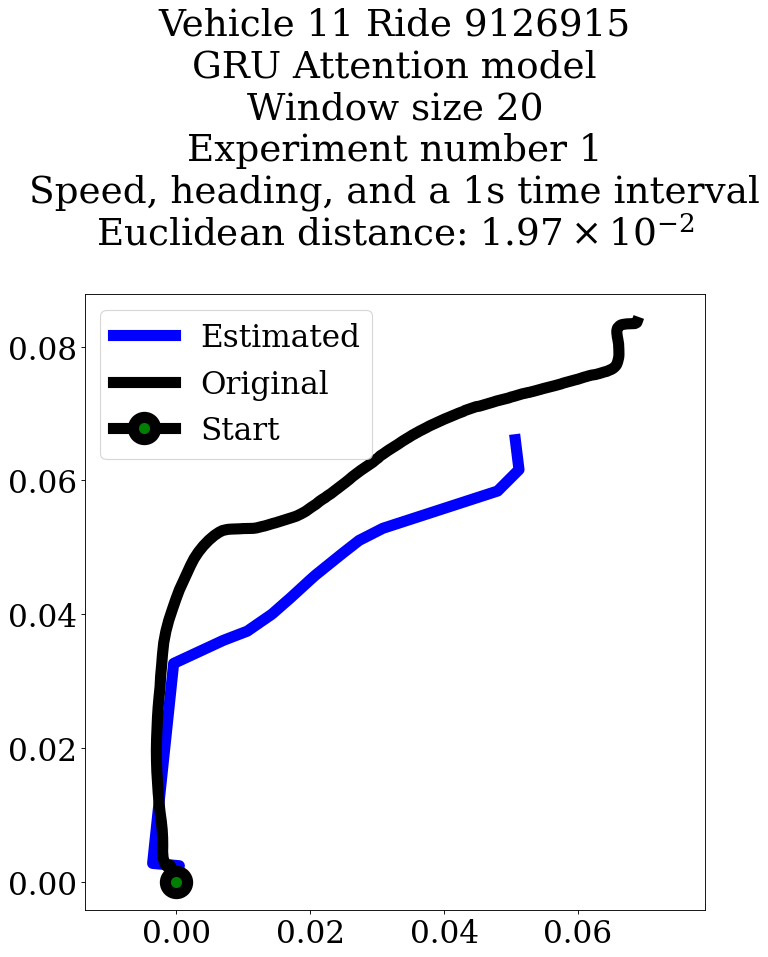 Vehicle 11 Ride 9126915
GRU Attention model
Window size 20
Experiment number 1
Speed, heading, and a 1s time interval
Euclidean distance: 1.97 × 10⁻²
Estimated
Original
Start
0.08
0.06
0.04
0.02
0.00
0.00 0.02 0.04 0.06